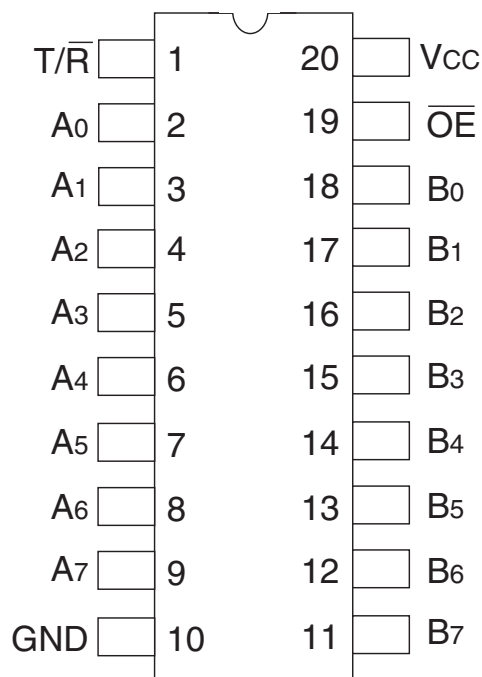 T/R̅ 1 20 VCC
A0 2 19 O̅E̅
A1 3 18 B0
A2 4 17 B1
A3 5 16 B2
A4 6 15 B3
A5 7 14 B4
A6 8 13 B5
A7 9 12 B6
GND 10 11 B7